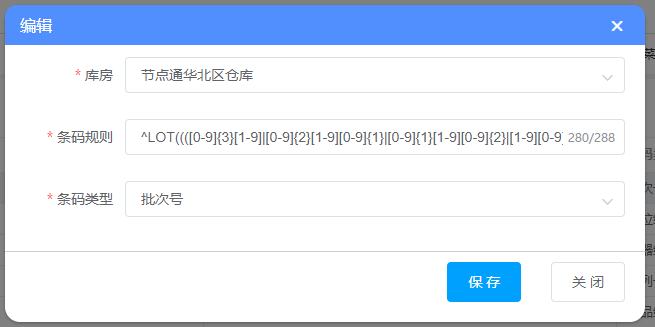 编辑
* 库房 节点通华北区仓库
* 条码规则 ^LOT((([0-9]{3}[1-9]|[0-9]{2}[1-9][0-9]{1}|[0-9]{1}[1-9][0-9]{2}|[1-9][0-9] 280/288
* 条码类型 批次号
保 存 关 闭